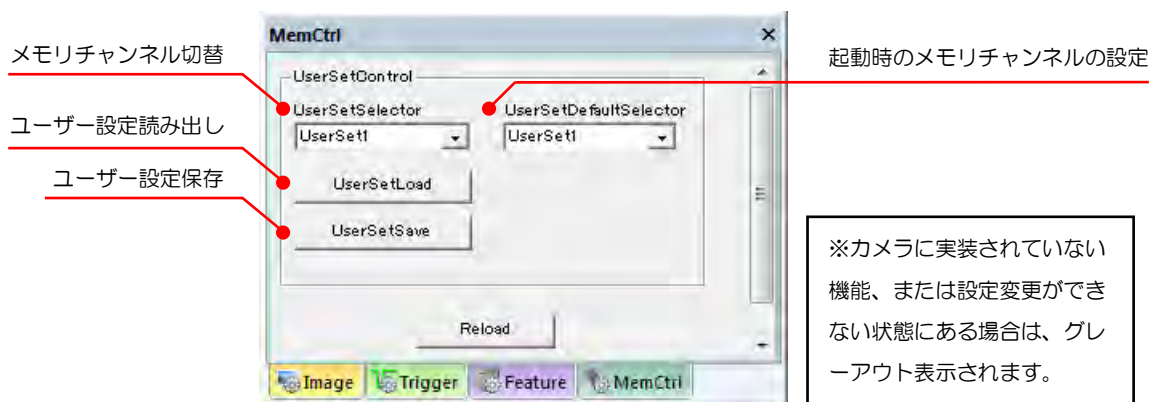 MemCtrl
メモリチャンネル切替
起動時のメモリチャンネルの設定
UserSetControl
UserSetSelector
UserSetDefaultSelector
UserSet1
UserSet1
ユーザー設定読み出し
UserSetLoad
ユーザー設定保存
UserSetSave
※カメラに実装されていない
機能、または設定変更ができ
ない状態にある場合は、グレ
ーアウト表示されます。
Reload
Image
Trigger
Feature
MemCtrl